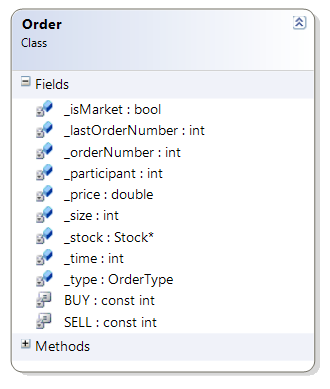 Order
Class
Fields
_isMarket : bool
_lastOrderNumber : int
_orderNumber : int
_participant : int
_price : double
_size : int
_stock : Stock*
_time : int
_type : OrderType
BUY : const int
SELL : const int
Methods